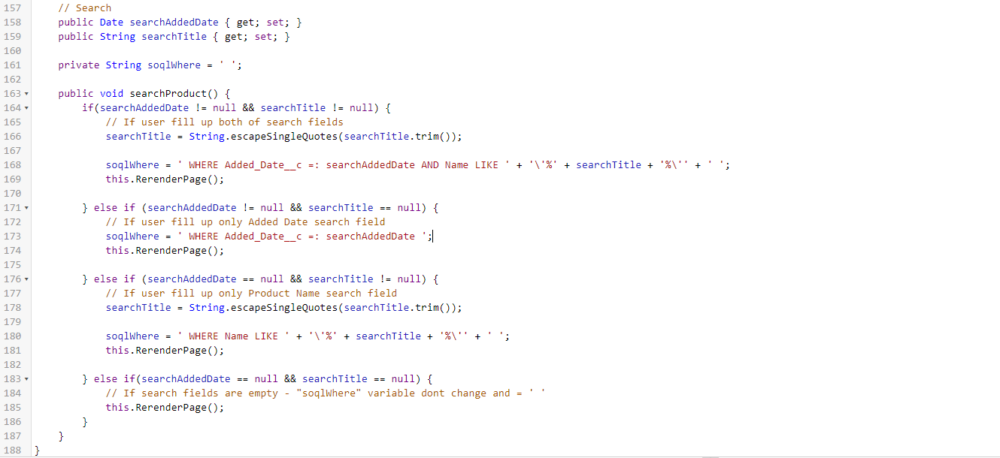 157 // Search
158 public Date searchAddedDate { get; set; }
159 public String searchTitle { get; set; }
160
161 private String soqlWhere = ' ';
162
163 public void searchProduct() {
164 if(searchAddedDate != null && searchTitle != null) {
165 // If user fill up both of search fields
166 searchTitle = String.escapeSingleQuotes(searchTitle.trim());
167
168 soqlWhere = ' WHERE Added_Date__c =: searchAddedDate AND Name LIKE ' + '\'%' + searchTitle + '%\'' + ' ';
169 this.RerenderPage();
170
171 } else if (searchAddedDate != null && searchTitle == null) {
172 // If user fill up only Added Date search field
173 soqlWhere = ' WHERE Added_Date__c =: searchAddedDate ';
174 this.RerenderPage();
175
176 } else if (searchAddedDate == null && searchTitle != null) {
177 // If user fill up only Product Name search field
178 searchTitle = String.escapeSingleQuotes(searchTitle.trim());
179
180 soqlWhere = ' WHERE Name LIKE ' + '\'%' + searchTitle + '%\'' + ' ';
181 this.RerenderPage();
182
183 } else if(searchAddedDate == null && searchTitle == null) {
184 // If search fields are empty - "soqlWhere" variable dont change and = ' '
185 this.RerenderPage();
186 }
187 }
188 }